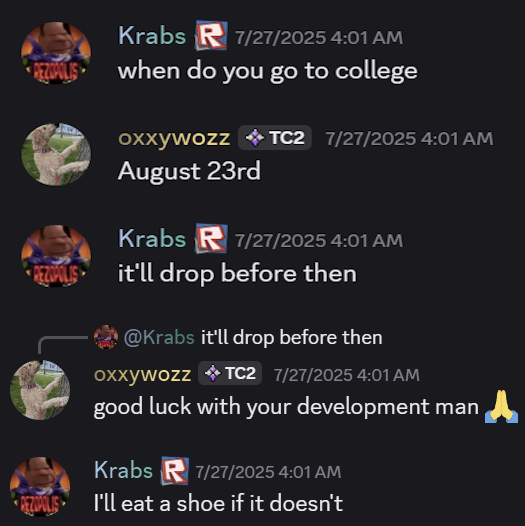 Krabs 7/27/2025 4:01 AM
when do you go to college
oxxywozz TC2 7/27/2025 4:01 AM
August 23rd
Krabs 7/27/2025 4:01 AM
it'll drop before then
@Krabs it'll drop before then
oxxywozz TC2 7/27/2025 4:01 AM
good luck with your development man 🙏
Krabs 7/27/2025 4:01 AM
I'll eat a shoe if it doesn't